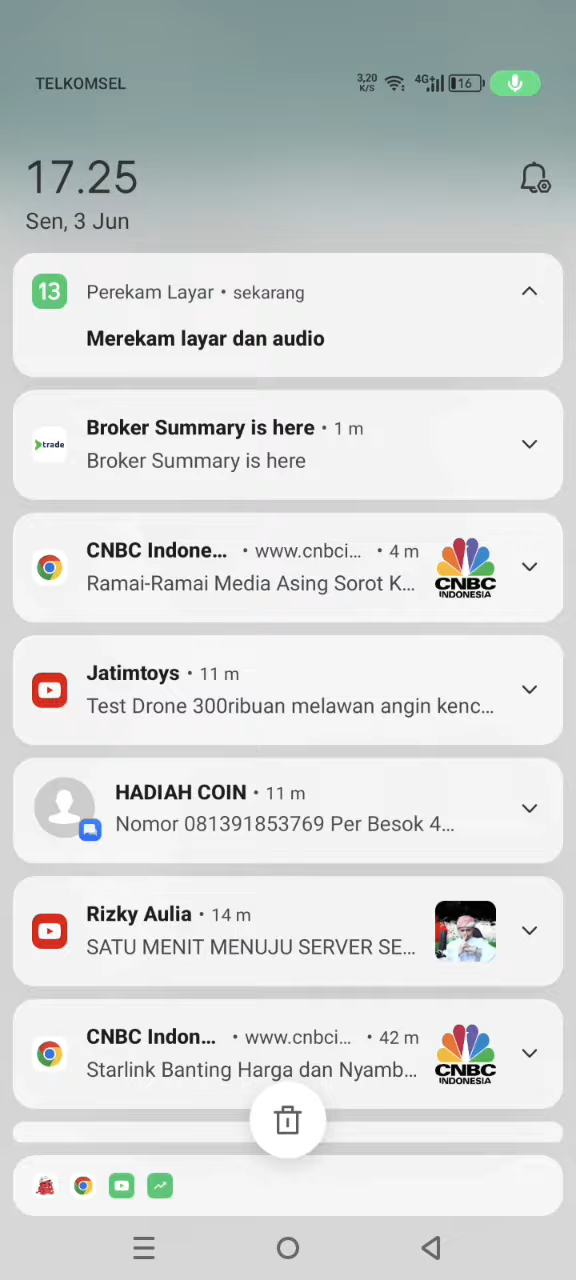 TELKOMSEL
3,20 K/S 4G+ 16
17.25
Sen, 3 Jun
13 Perekam Layar • sekarang
Merekam layar dan audio
trade Broker Summary is here • 1 m
Broker Summary is here
CNBC Indone... • www.cnbci... • 4 m
Ramai-Ramai Media Asing Sorot K...
CNBC
INDONESIA
Jatimtoys • 11 m
Test Drone 300ribuan melawan angin kenc...
HADIAH COIN • 11 m
Nomor 081391853769 Per Besok 4...
Rizky Aulia • 14 m
SATU MENIT MENUJU SERVER SE...
CNBC Indon... • www.cnbci... • 42 m
Starlink Banting Harga dan Nyamb...
CNBC
INDONESIA